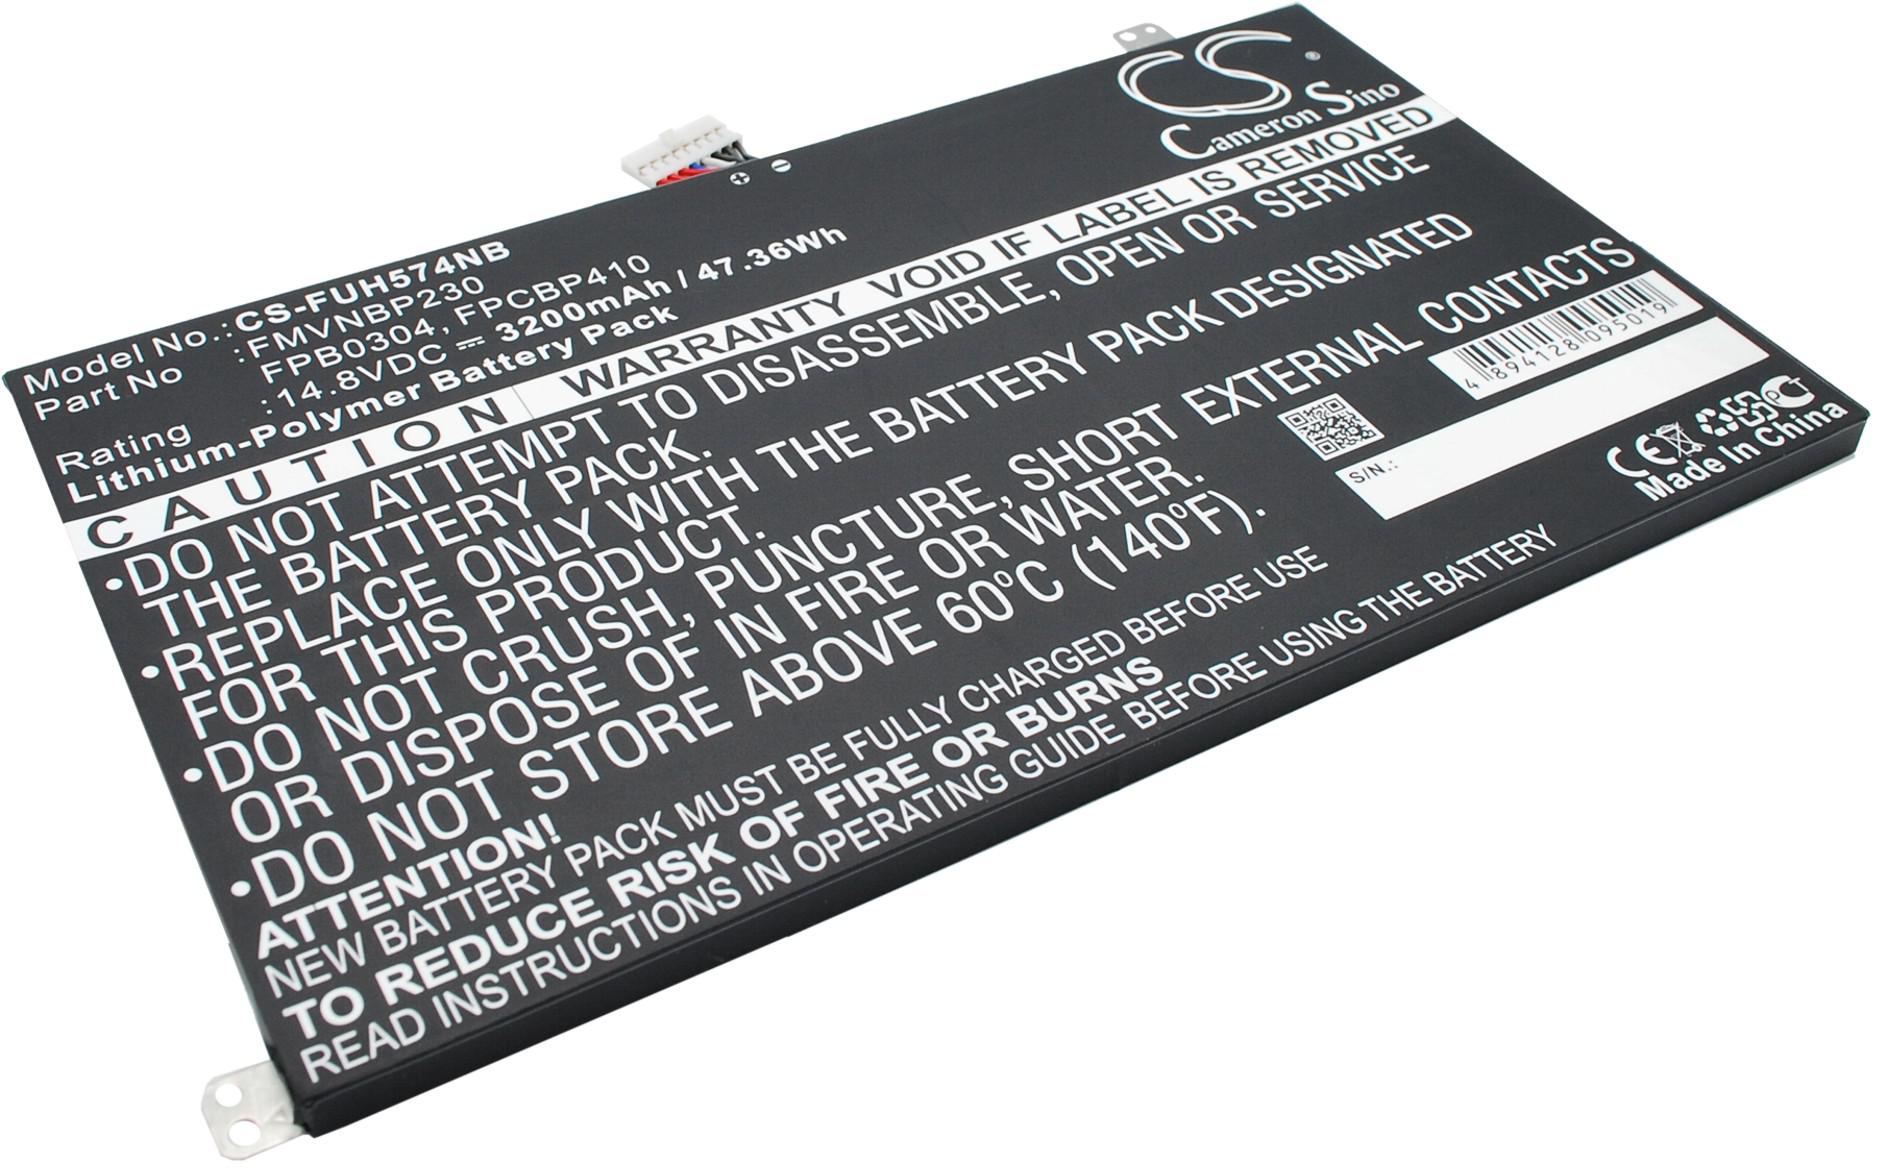 CS®
Cameron Sino
Model No.: CS-FUH574NB
Part No : FMVNBP230
FPB0304, FPCBP410
Rating :14.8VDC ⎓ 3200mAh / 47.36Wh
Lithium-Polymer Battery Pack
CAUTION WARRANTY VOID IF LABEL IS REMOVED
•DO NOT ATTEMPT TO DISASSEMBLE, OPEN OR SERVICE
THE BATTERY PACK.
•REPLACE ONLY WITH THE BATTERY PACK DESIGNATED
FOR THIS PRODUCT.
•DO NOT CRUSH, PUNCTURE, SHORT EXTERNAL CONTACTS
OR DISPOSE OF IN FIRE OR WATER.
•DO NOT STORE ABOVE 60°C (140°F).
ATTENTION!
NEW BATTERY PACK MUST BE FULLY CHARGED BEFORE USE
TO REDUCE RISK OF FIRE OR BURNS
READ INSTRUCTIONS IN OPERATING GUIDE BEFORE USING THE BATTERY
4 894128 095019
S/N.:
CE
Made In China